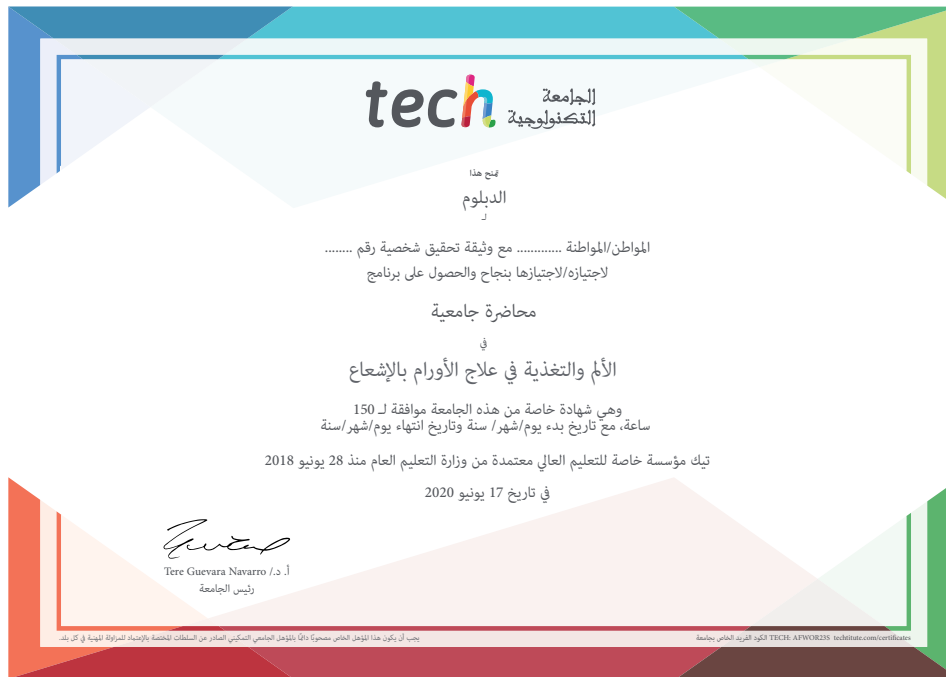 tech الجامعة
التكنولوجية
يمنح هذا
الدبلوم
لـ
المواطن/المواطنة ............ مع وثيقة تحقيق شخصية رقم ........
لاجتيازه/لاجتيازها بنجاح والحصول على برنامج
محاضرة جامعية
في
الألم والتغذية في علاج الأورام بالإشعاع
وهي شهادة خاصة من هذه الجامعة موافقة لـ 150
ساعة، مع تاريخ بدء يوم/شهر/ سنة وتاريخ انتهاء يوم/شهر/سنة
تيك مؤسسة خاصة للتعليم العالي معتمدة من وزارة التعليم العام منذ 28 يونيو 2018
في تاريخ 17 يونيو 2020
أ. د./ Tere Guevara Navarro
رئيس الجامعة
يجب أن يكون هذا المؤهل الخاص مصحوبًا دائمًا بالمؤهل الجامعي التمكيني الصادر عن السلطات المختصة بالإعتماد للمزاولة المهنية في كل بلد.
الكود الفريد الخاص بجامعة TECH: AFWOR23S techtitute.com/certificates